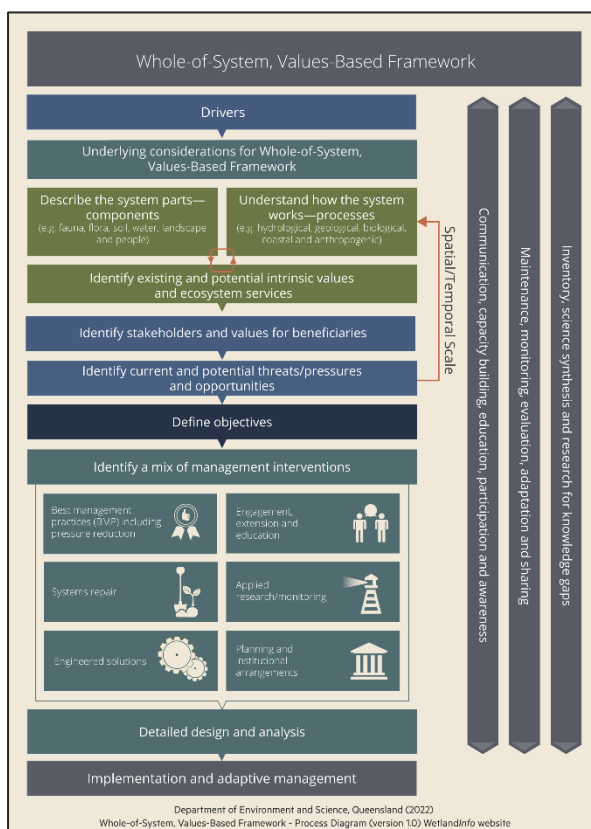 Whole-of-System, Values-Based Framework
Drivers
Underlying considerations for Whole-of-System,
Values-Based Framework
Describe the system parts—
components
(e.g. fauna, flora, soil, water, landscape
and people)
Understand how the system
works—processes
(e.g. hydrological, geological, biological,
coastal and anthropogenic)
Identify existing and potential intrinsic values
and ecosystem services
Identify stakeholders and values for beneficiaries
Identify current and potential threats/pressures
and opportunities
Spatial/Temporal Scale
Define objectives
Identify a mix of management interventions
Best management
practices (BMP) including
pressure reduction
Engagement,
extension and
education
Systems repair
Applied
research/monitoring
Engineered solutions
Planning and
institutional
arrangements
Detailed design and analysis
Implementation and adaptive management
Communication, capacity building, education, participation and awareness
Maintenance, monitoring, evaluation, adaptation and sharing
Inventory, science synthesis and research for knowledge gaps
Department of Environment and Science, Queensland (2022)
Whole-of-System, Values-Based Framework – Process Diagram (version 1.0) WetlandInfo website